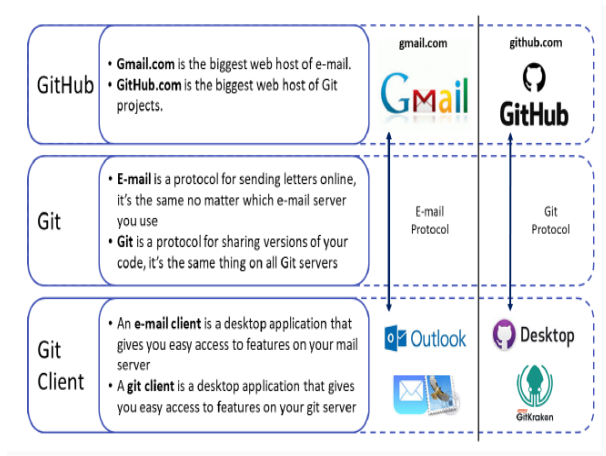 gmail.com
github.com
GitHub
• Gmail.com is the biggest web host of e-mail.
• GitHub.com is the biggest web host of Git
projects.
Gmail
GitHub
Git
• E-mail is a protocol for sending letters online,
it's the same no matter which e-mail server
you use
• Git is a protocol for sharing versions of your
code, it's the same thing on all Git servers
E-mail
Protocol
Git
Protocol
Git
Client
• An e-mail client is a desktop application that
gives you easy access to features on your mail
server
• A git client is a desktop application that gives
you easy access to features on your git server
Outlook
Desktop
GitKraken